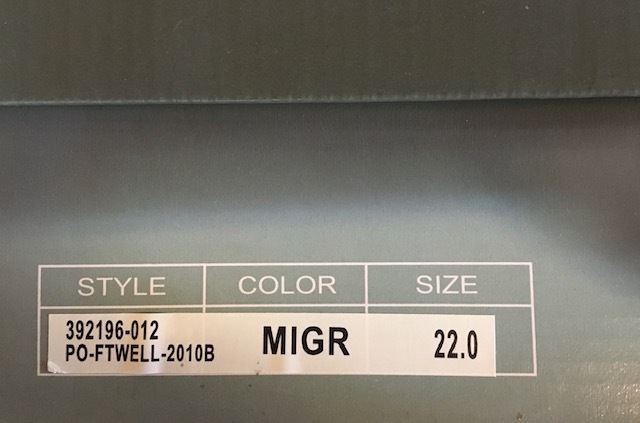 STYLE COLOR SIZE
392196-012
PO-FTWELL-2010B MIGR 22.0